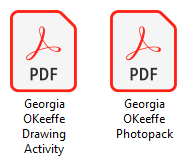 PDF
Georgia
OKeeffe
Drawing
Activity
PDF
Georgia
OKeeffe
Photopack